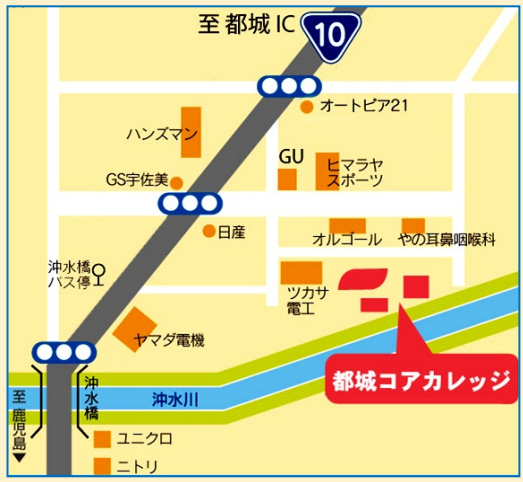 至 都城 IC
10
オートピア21
ハンズマン
GU
ヒマラヤ
スポーツ
GS宇佐美
日産
オルゴール
やの耳鼻咽喉科
沖水橋
バス停
ツカサ
電工
ヤマダ電機
都城コアカレッジ
沖水橋
沖水川
至 鹿児島
ユニクロ
ニトリ